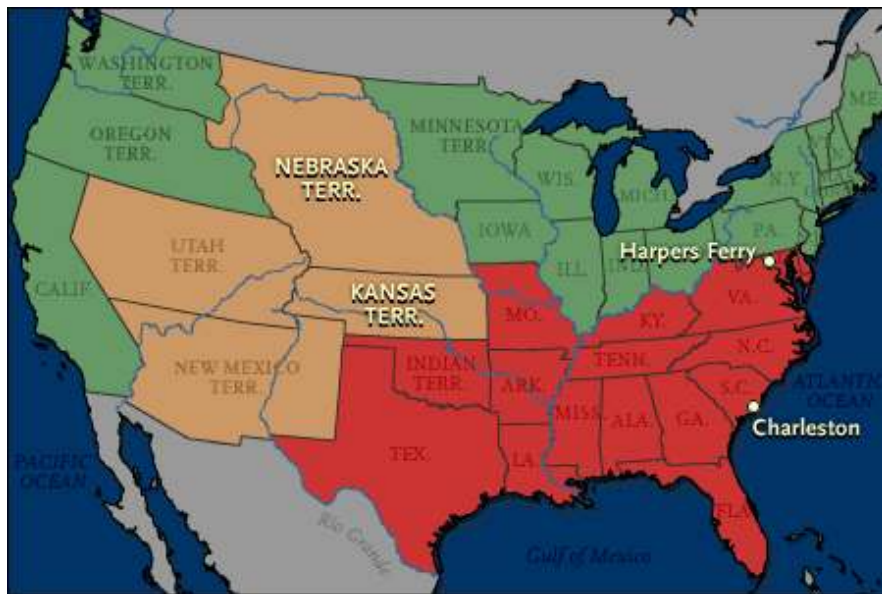 WASHINGTON
TERR.
OREGON
TERR.
NEBRASKA
TERR.
MINNESOTA
TERR.
WIS.
MICH.
N.Y.
ME.
IOWA
PA.
UTAH
TERR.
ILL.
IND.
Harpers Ferry
CALIF.
KANSAS
TERR.
MO.
KY.
VA.
NEW MEXICO
TERR.
INDIAN
TERR.
ARK.
TENN.
N.C.
S.C.
ATLANTIC
OCEAN
MISS.
ALA.
GA.
Charleston
PACIFIC
OCEAN
TEX.
LA.
FLA.
Rio Grande
Gulf of Mexico